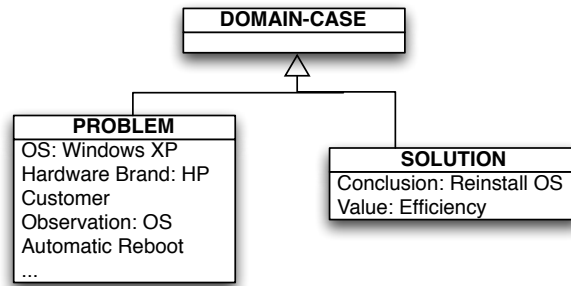 DOMAIN-CASE
PROBLEM
OS: Windows XP
Hardware Brand: HP
Customer
Observation: OS
Automatic Reboot
...
SOLUTION
Conclusion: Reinstall OS
Value: Efficiency